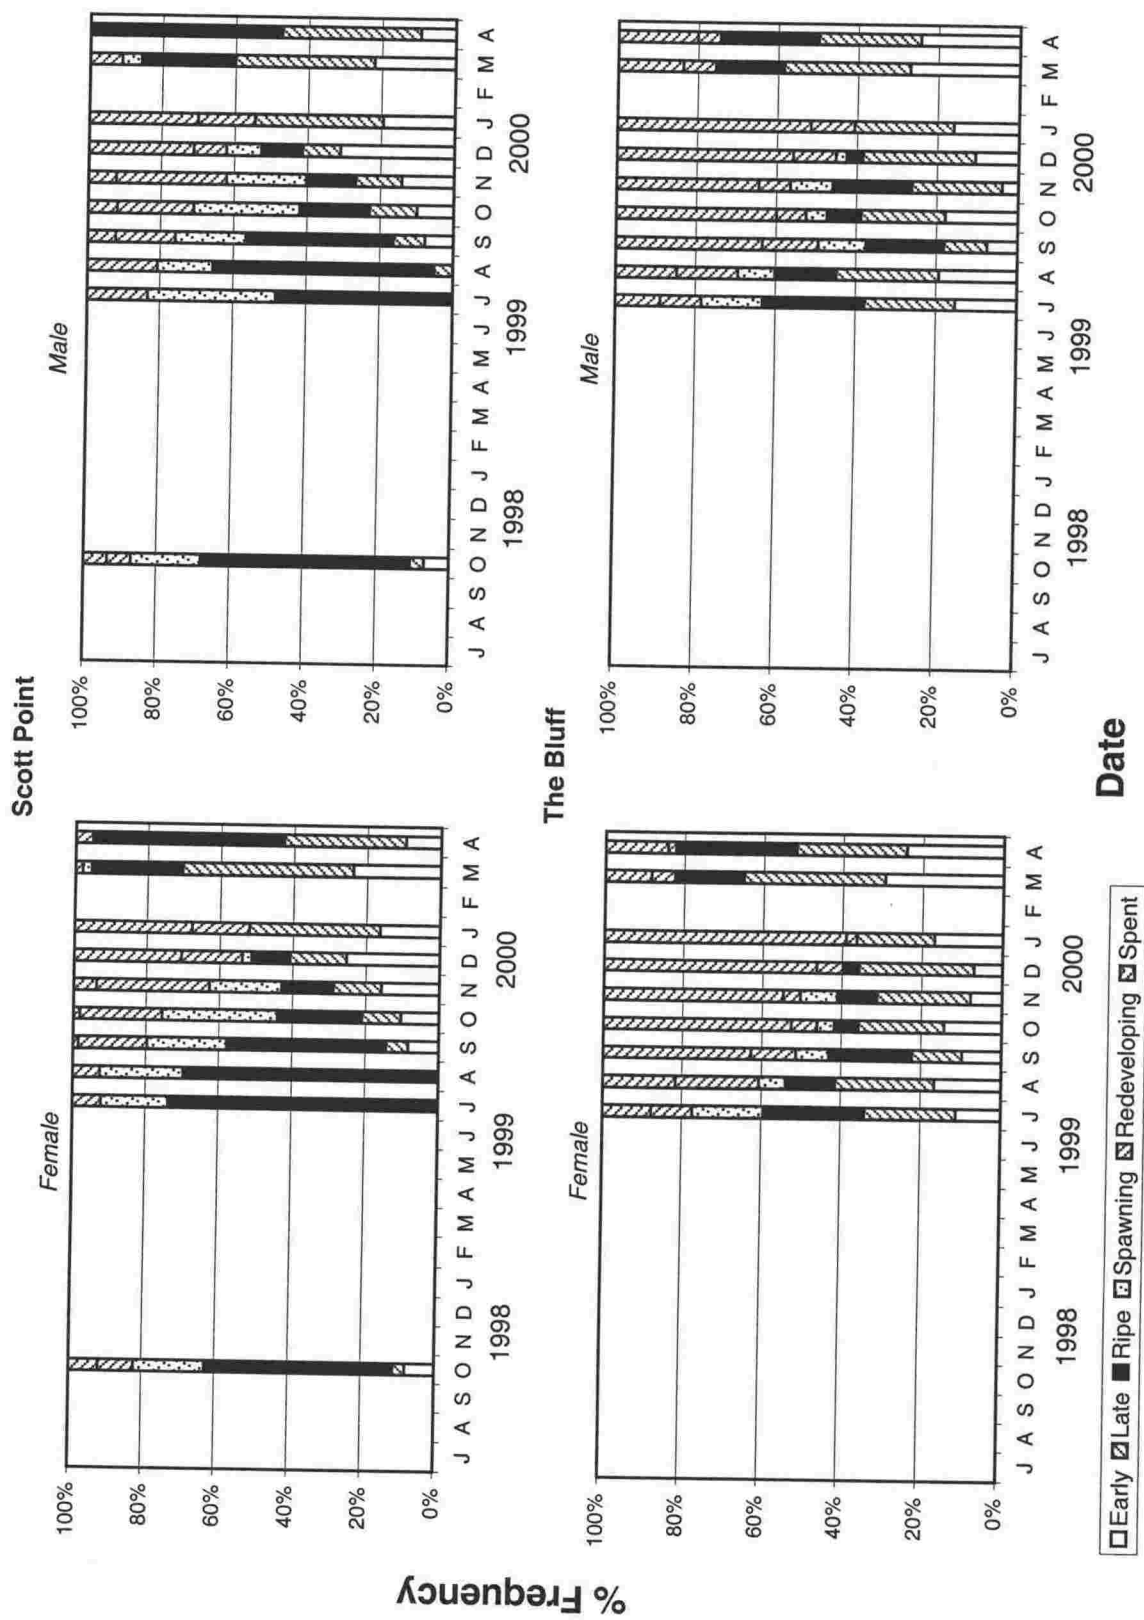 Scott Point
Female
100%
80%
60%
40%
20%
0%
J A S O N D J F M A M J J A S O N D J F M A
1998 1999 2000
Male
100%
80%
60%
40%
20%
0%
J A S O N D J F M A M J J A S O N D J F M A
1998 1999 2000
The Bluff
Female
100%
80%
60%
40%
20%
0%
J A S O N D J F M A M J J A S O N D J F M A
1998 1999 2000
Male
100%
80%
60%
40%
20%
0%
J A S O N D J F M A M J J A S O N D J F M A
1998 1999 2000
% Frequency
Date
Early Late Ripe Spawning Redeveloping Spent